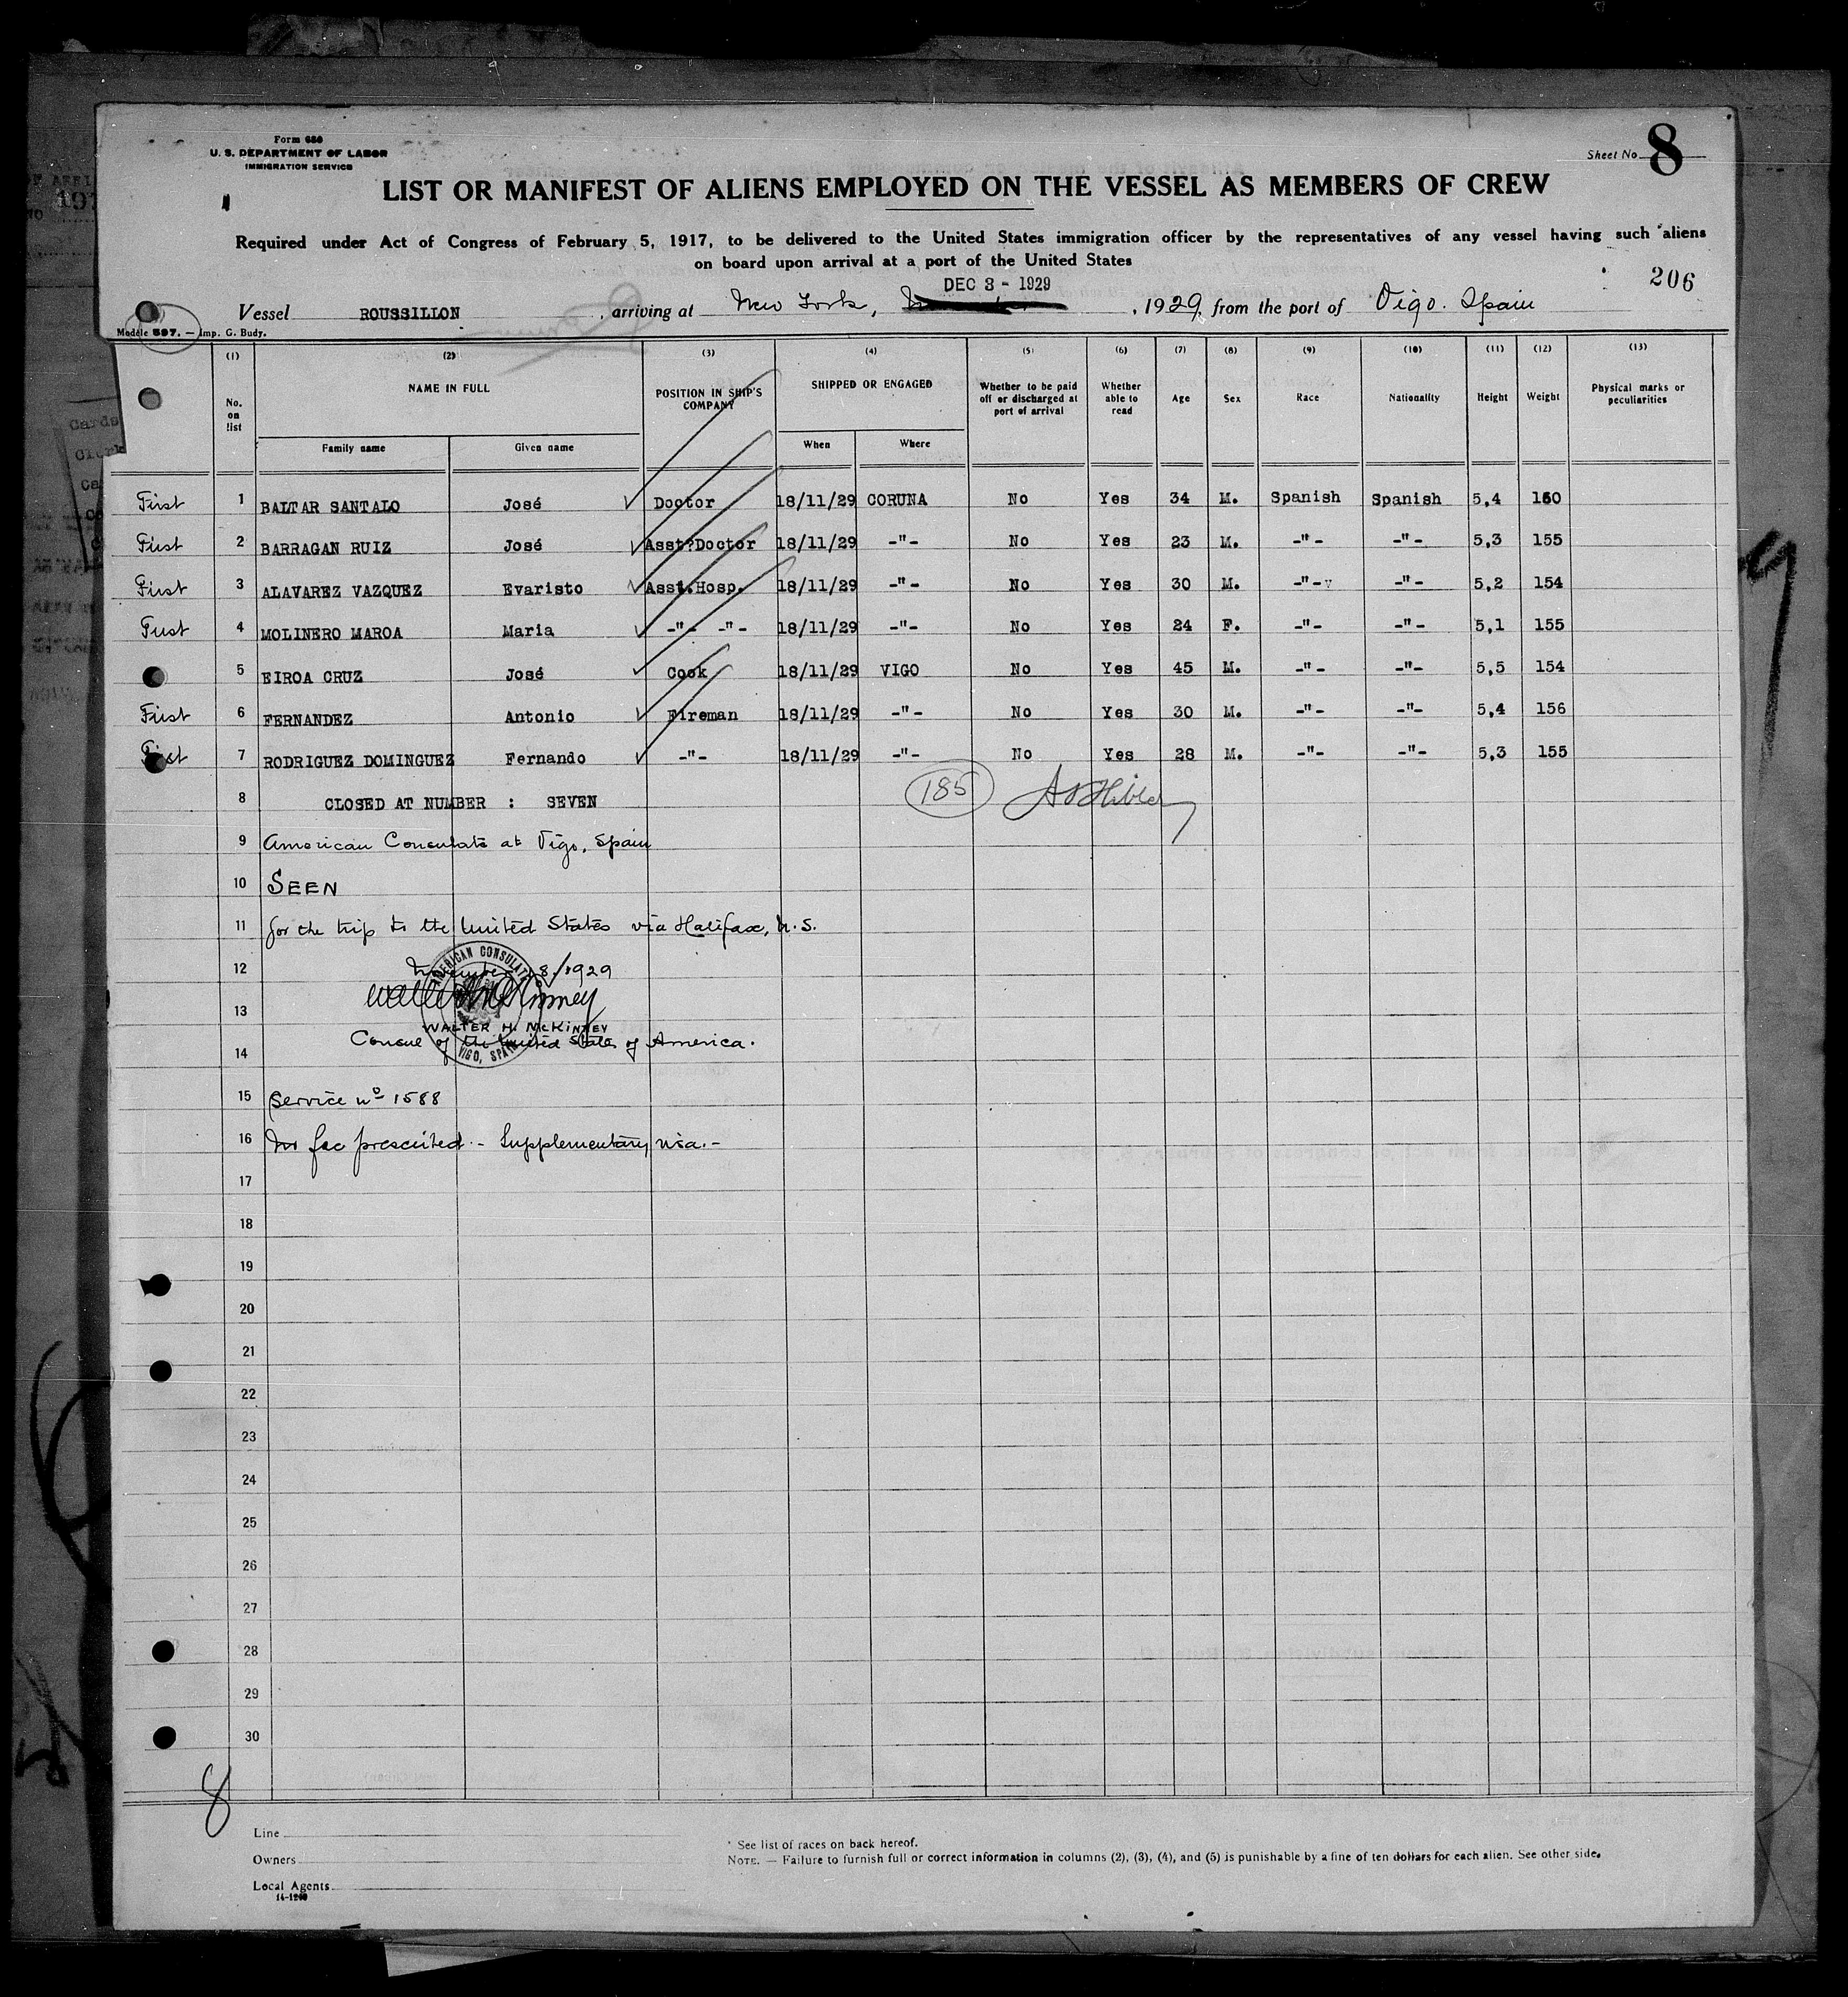 Form 680
U. S. DEPARTMENT OF LABOR
IMMIGRATION SERVICE
Sheet No. 8
LIST OR MANIFEST OF ALIENS EMPLOYED ON THE VESSEL AS MEMBERS OF CREW
Required under Act of Congress of February 5, 1917, to be delivered to the United States immigration officer by the representatives of any vessel having such aliens
on board upon arrival at a port of the United States
206
DEC 3 - 1929
Vessel ROUSSILLON, arriving at New York, , 1929, from the port of Vigo. Spain
Modèle 597. — Imp. G. Budy.
(1) (2) (3) (4) (5) (6) (7) (8) (9) (10) (11) (12) (13)
No. on list NAME IN FULL POSITION IN SHIP'S COMPANY SHIPPED OR ENGAGED Whether to be paid off or discharged at port of arrival Whether able to read Age Sex Race Nationality Height Weight Physical marks or peculiarities
Family name Given name When Where
First 1 BALTAR SANTALO José Doctor 18/11/29 CORUNA No Yes 34 M. Spanish Spanish 5,4 160
First 2 BARRAGAN RUIZ José Asst?Doctor 18/11/29 -"- No Yes 23 M. -"- -"- 5,3 155
First 3 ALAVAREZ VAZQUEZ Evaristo Asst.Hosp. 18/11/29 -"- No Yes 30 M. -"- -"- 5,2 154
First 4 MOLINERO MAROA Maria -"- -"- 18/11/29 -"- No Yes 24 F. -"- -"- 5,1 155
5 EIROA CRUZ José Cook 18/11/29 VIGO No Yes 45 M. -"- -"- 5,5 154
First 6 FERNANDEZ Antonio Fireman 18/11/29 -"- No Yes 30 M. -"- -"- 5,4 156
First 7 RODRIGUEZ DOMINGUEZ Fernando -"- 18/11/29 -"- No Yes 28 M. -"- -"- 5,3 155
8 CLOSED AT NUMBER : SEVEN 185
9 American Consulate at Vigo, Spain
10 SEEN
11 for the trip to the United States via Halifax, N.S.
12 November 18, 1929
AMERICAN CONSULATE
13
WALTER H. McKINNEY
14 Consul of the United States of America.
VIGO, SPAIN
15 Service Nº 1588
16 No fee prescribed. - Supplementary visa. -
17
18
19
20
21
22
23
24
25
26
27
28
29
30
8
Line
Owners
Local Agents
14-1240
* See list of races on back hereof.
NOTE. — Failure to furnish full or correct information in columns (2), (3), (4), and (5) is punishable by a fine of ten dollars for each alien. See other side.